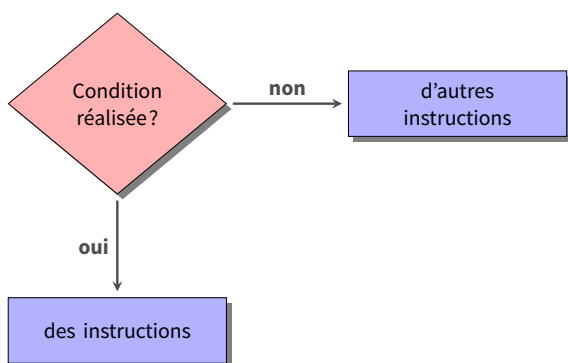 Condition
réalisée ?
non
d'autres
instructions
oui
des instructions